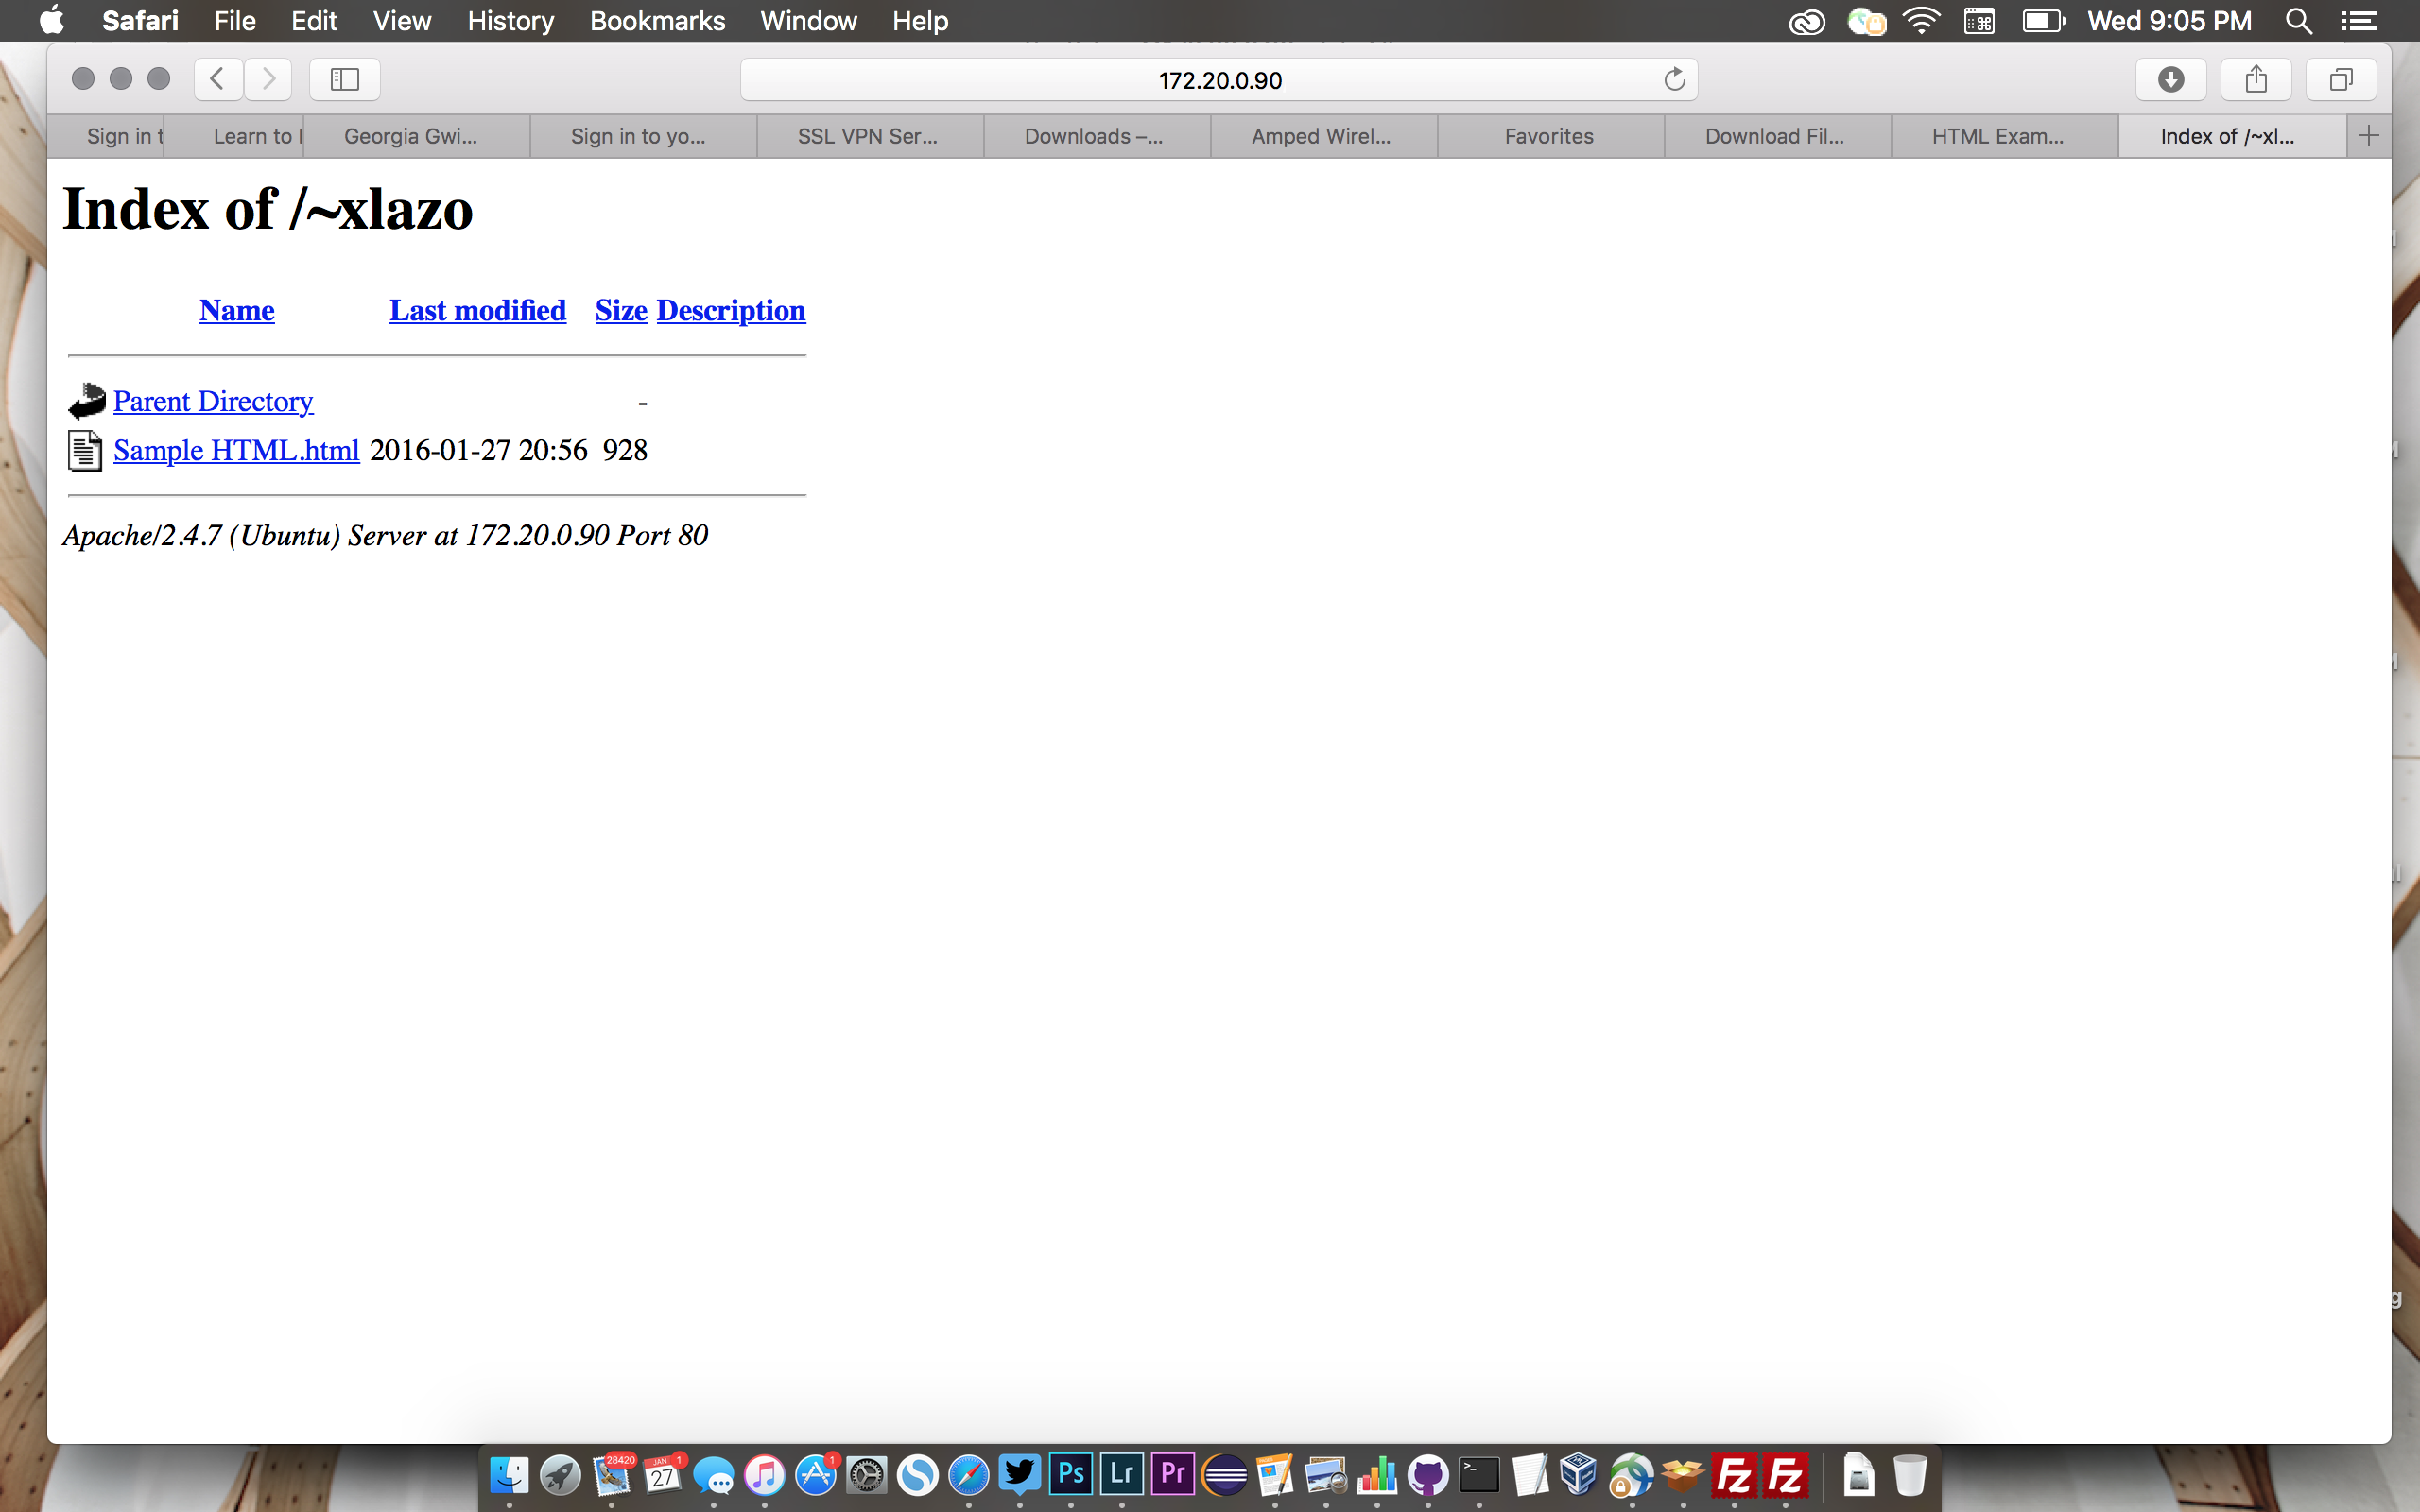 Safari File Edit View History Bookmarks Window Help Wed 9:05 PM
172.20.0.90
Sign in t Learn to Georgia Gwi... Sign in to yo... SSL VPN Ser... Downloads –... Amped Wirel... Favorites Download Fil... HTML Exam... Index of /~xl...
Index of /~xlazo
Name Last modified Size Description
Parent Directory -
Sample HTML.html 2016-01-27 20:56 928
Apache/2.4.7 (Ubuntu) Server at 172.20.0.90 Port 80
28420 JAN 27 1 1 Ps Lr Pr Fz Fz